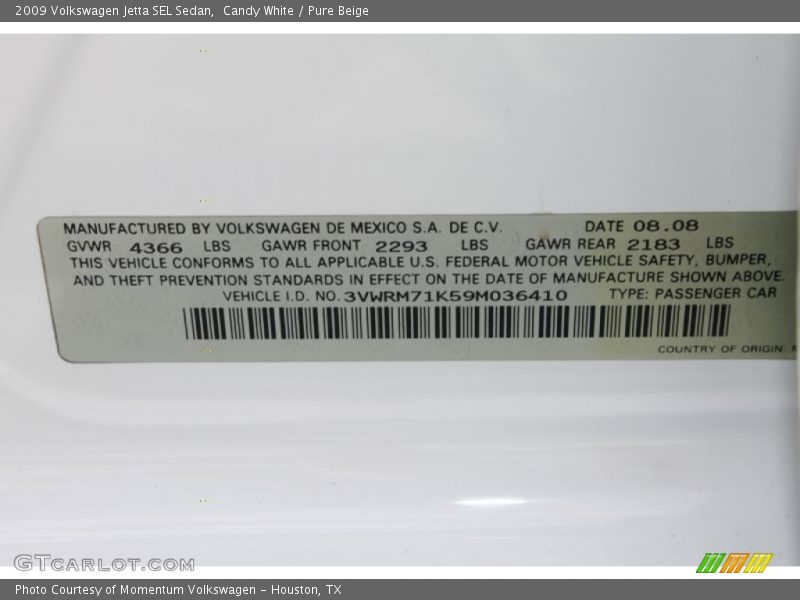 2009 Volkswagen Jetta SEL Sedan, Candy White / Pure Beige
MANUFACTURED BY VOLKSWAGEN DE MEXICO S.A. DE C.V. DATE 08.08
GVWR 4366 LBS GAWR FRONT 2293 LBS GAWR REAR 2183 LBS
THIS VEHICLE CONFORMS TO ALL APPLICABLE U.S. FEDERAL MOTOR VEHICLE SAFETY, BUMPER,
AND THEFT PREVENTION STANDARDS IN EFFECT ON THE DATE OF MANUFACTURE SHOWN ABOVE.
VEHICLE I.D. NO. 3VWRM71K59M036410 TYPE: PASSENGER CAR
COUNTRY OF ORIGIN:
GTCARLOT.COM
Photo Courtesy of Momentum Volkswagen - Houston, TX